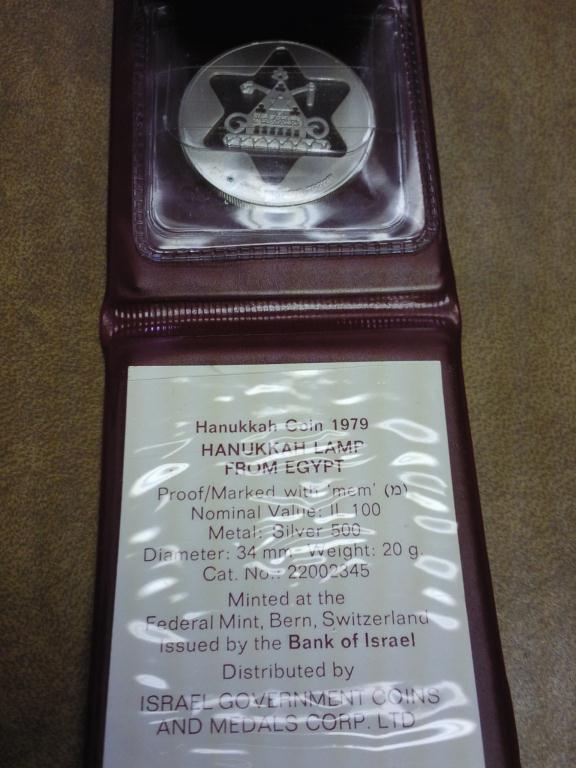 Hanukkah Coin 1979
HANUKKAH LAMP
FROM EGYPT
Proof/Marked with 'mem' (מ)
Nominal Value: IL 100
Metal: Silver 500
Diameter: 34 mm Weight: 20 g.
Cat. No.: 22002345
Minted at the
Federal Mint, Bern, Switzerland
Issued by the Bank of Israel
Distributed by
ISRAEL GOVERNMENT COINS
AND MEDALS CORP. LTD